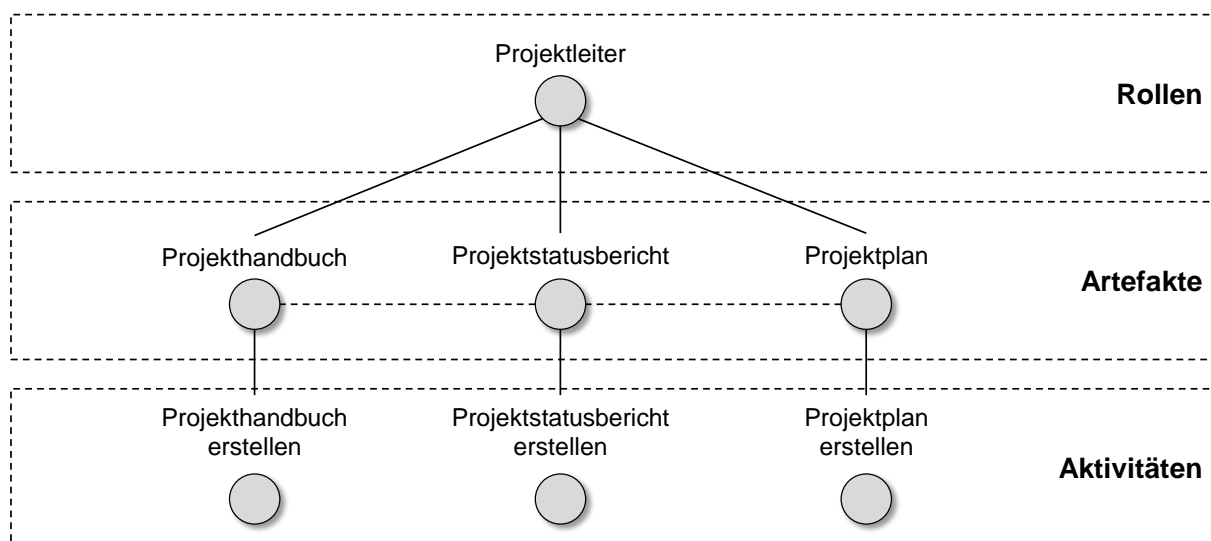 Projektleiter
Rollen
Projekthandbuch
Projektstatusbericht
Projektplan
Artefakte
Projekthandbuch
erstellen
Projektstatusbericht
erstellen
Projektplan
erstellen
Aktivitäten